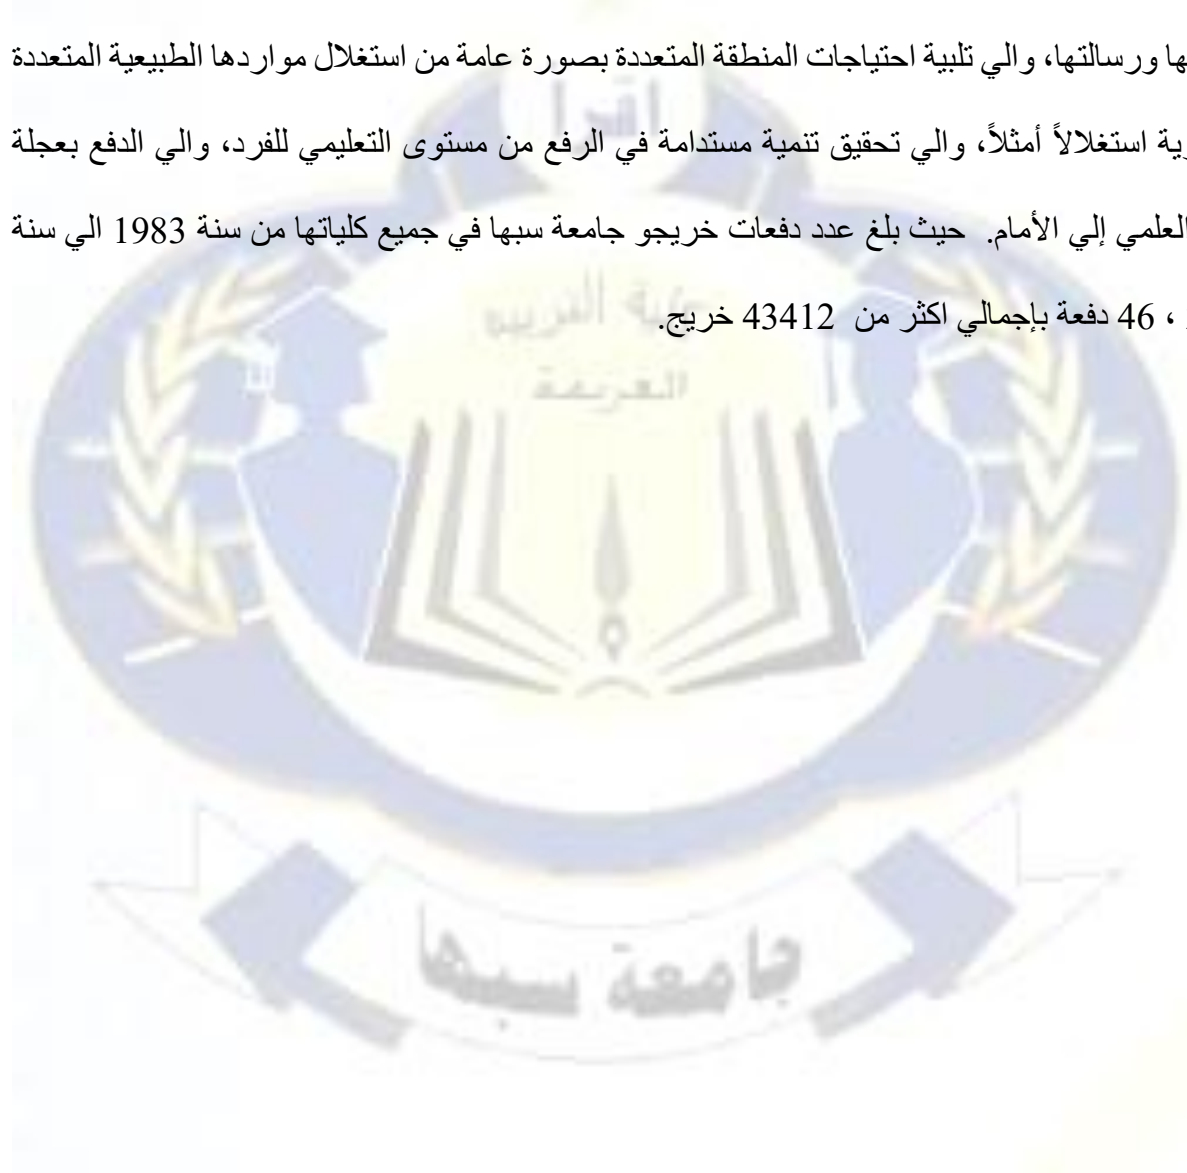 ها ورسالتها، والي تلبية احتياجات المنطقة المتعددة بصورة عامة من استغلال مواردها الطبيعية المتعددة
رية استغلالاً أمثلاً، والي تحقيق تنمية مستدامة في الرفع من مستوى التعليمي للفرد، والي الدفع بعجلة
العلمي إلي الأمام. حيث بلغ عدد دفعات خريجو جامعة سبها في جميع كلياتها من سنة 1983 الي سنة
، 46 دفعة بإجمالي اكثر من 43412 خريج.
اقرأ
جامعة سبها